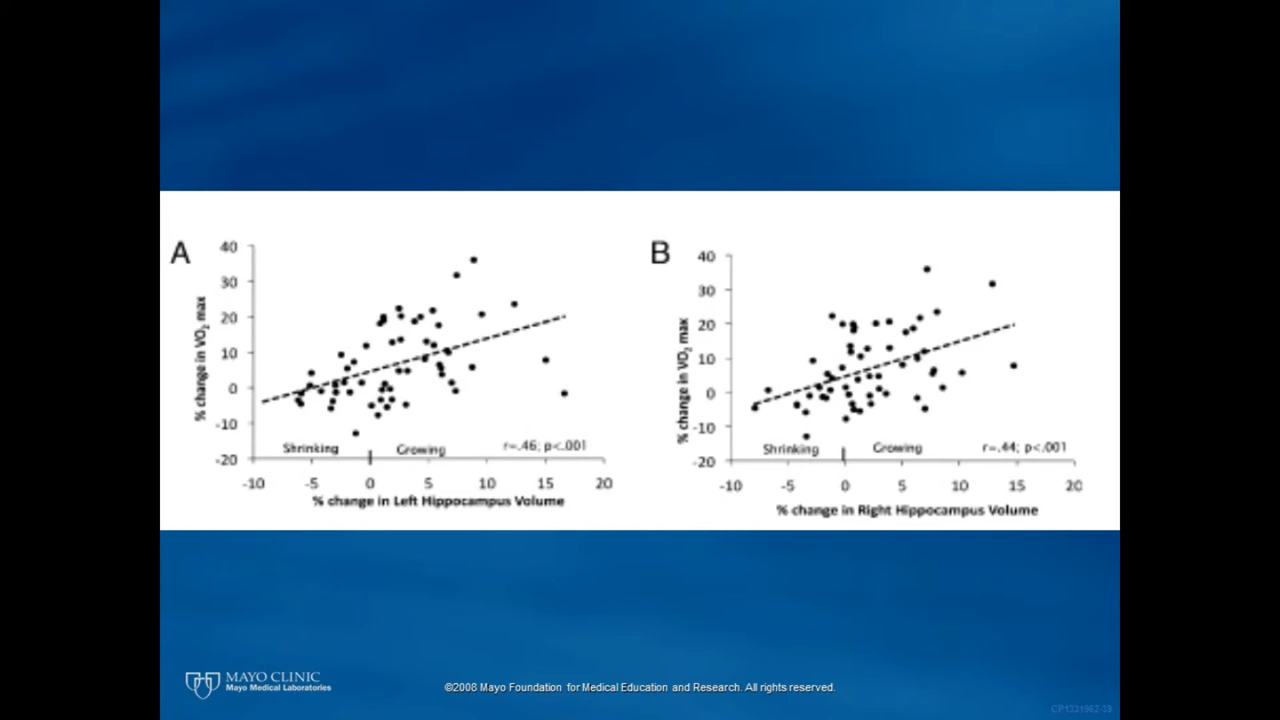 A
% change in VO2 max
40
30
20
10
0
-10
-20
Shrinking
Growing
r=.46; p<.001
-10 -5 0 5 10 15 20
% change in Left Hippocampus Volume
B
% change in VO2 max
40
30
20
10
0
-10
-20
Shrinking
Growing
r=.44; p<.001
-10 -5 0 5 10 15 20
% change in Right Hippocampus Volume
MAYO CLINIC
Mayo Medical Laboratories
©2008 Mayo Foundation for Medical Education and Research. All rights reserved.